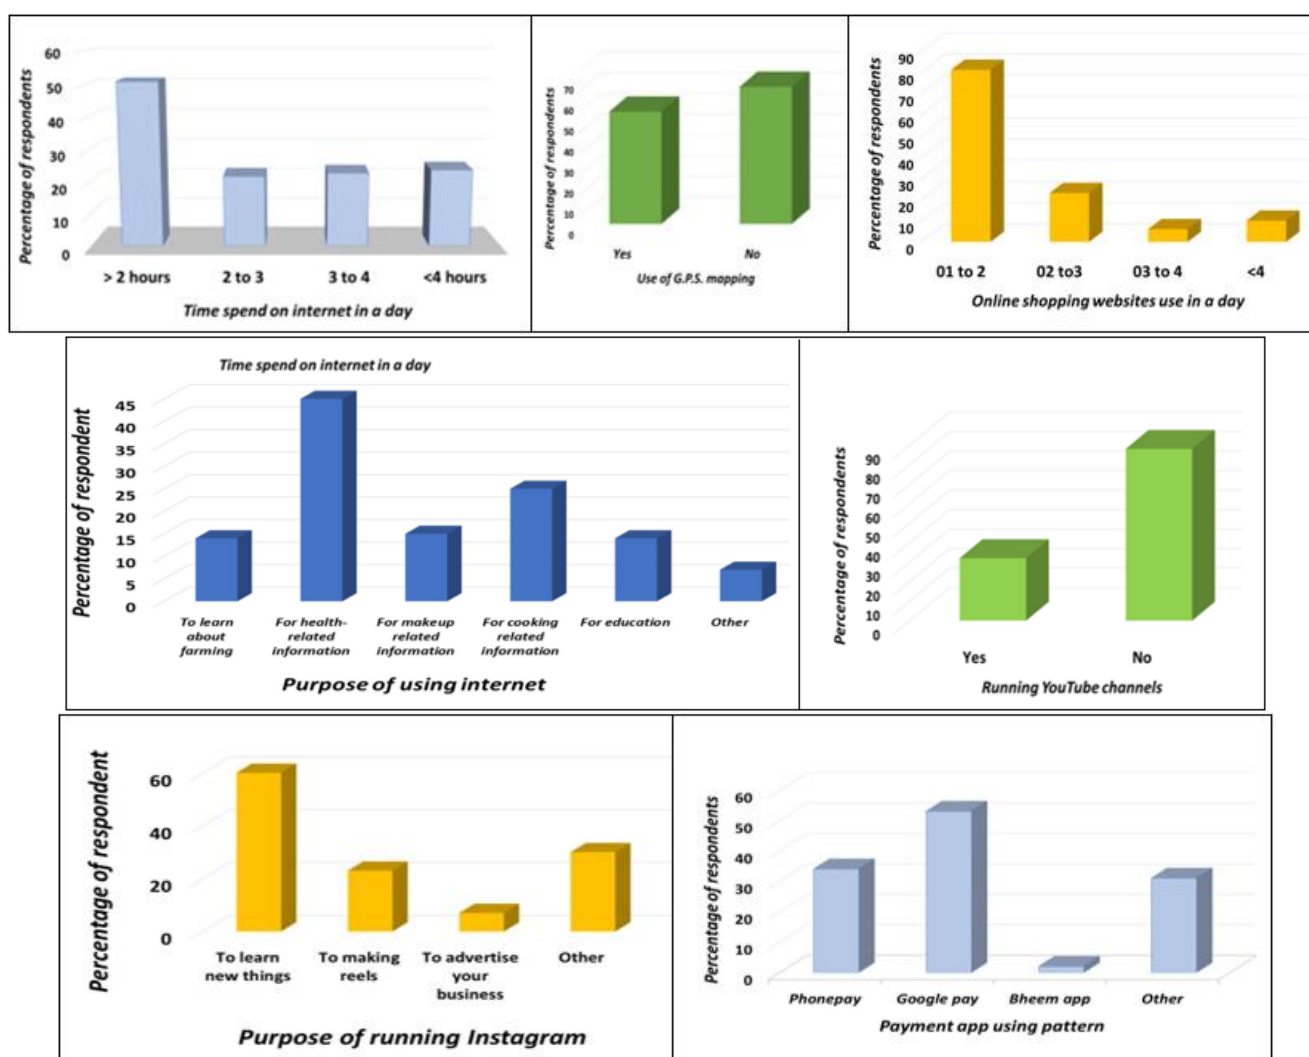 Percentage of respondents
60
50
40
30
20
10
0
> 2 hours
2 to 3
3 to 4
<4 hours
Time spend on internet in a day
Percentage of respondents
70
60
50
40
30
20
10
0
Yes
No
Use of G.P.S. mapping
Percentage of respondents
90
80
70
60
50
40
30
20
10
0
01 to 2
02 to3
03 to 4
<4
Online shopping websites use in a day
Time spend on internet in a day
Percentage of respondent
45
40
35
30
25
20
15
10
5
0
To learn
about
farming
For health-
related
information
For makeup
related
information
For cooking
related
information
For education
Other
Purpose of using internet
Percentage of respondents
90
80
70
60
50
40
30
20
10
0
Yes
No
Running YouTube channels
Percentage of respondent
60
40
20
0
To learn
new things
To making
reels
To advertise
your
business
Other
Purpose of running Instagram
Percentage of respondents
60
50
40
30
20
10
0
Phonepay
Google pay
Bheem app
Other
Payment app using pattern